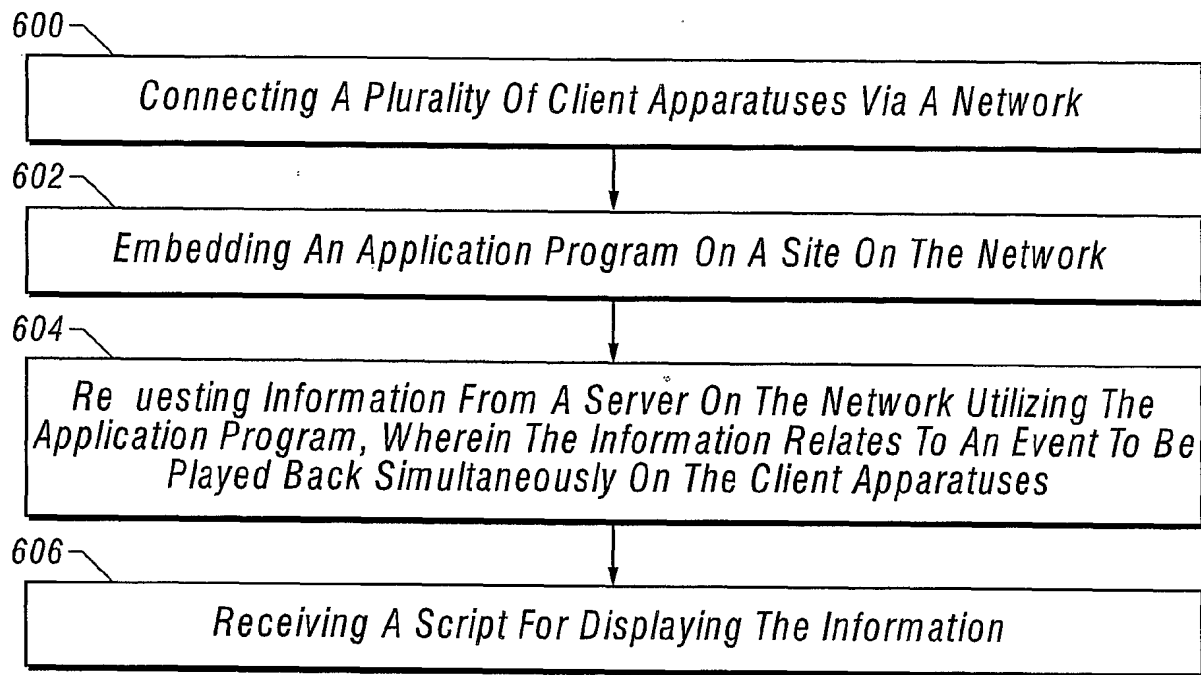 600
Connecting A Plurality Of Client Apparatuses Via A Network
602
Embedding An Application Program On A Site On The Network
604
Re uesting Information From A Server On The Network Utilizing The
Application Program, Wherein The Information Relates To An Event To Be
Played Back Simultaneously On The Client Apparatuses
606
Receiving A Script For Displaying The Information